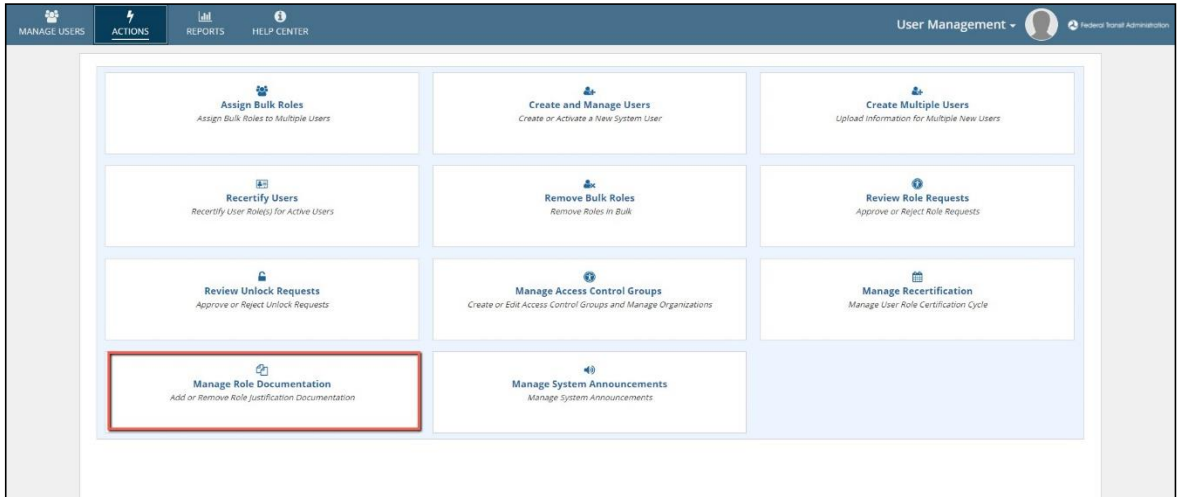 MANAGE USERS
ACTIONS
REPORTS
HELP CENTER
User Management
Federal Transit Administration
Assign Bulk Roles
Assign Bulk Roles to Multiple Users
Create and Manage Users
Create or Activate a New System User
Create Multiple Users
Upload Information for Multiple New Users
Recertify Users
Recertify User Role(s) for Active Users
Remove Bulk Roles
Remove Roles in Bulk
Review Role Requests
Approve or Reject Role Requests
Review Unlock Requests
Approve or Reject Unlock Requests
Manage Access Control Groups
Create or Edit Access Control Groups and Manage Organizations
Manage Recertification
Manage User Role Certification Cycle
Manage Role Documentation
Add or Remove Role Justification Documentation
Manage System Announcements
Manage System Announcements